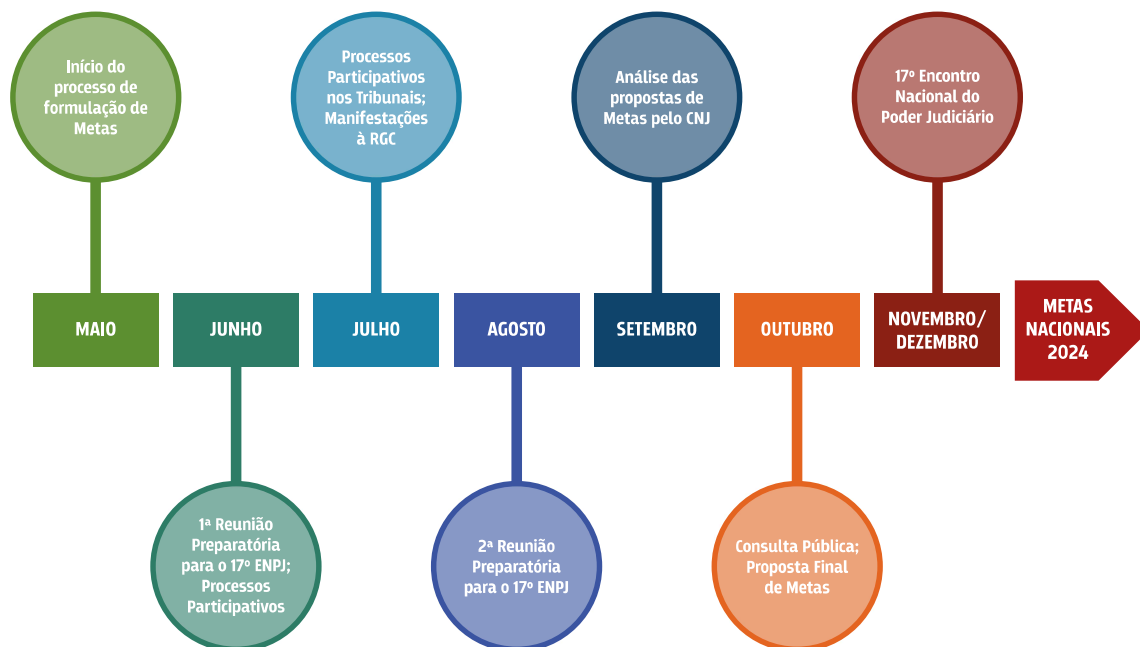 Início do
processo de
formulação de
Metas
Processos
Participativos
nos Tribunais;
Manifestações
à RGC
Análise das
propostas de
Metas pelo CNJ
17º Encontro
Nacional do
Poder Judiciário
MAIO
JUNHO
JULHO
AGOSTO
SETEMBRO
OUTUBRO
NOVEMBRO/
DEZEMBRO
METAS
NACIONAIS
2024
1ª Reunião
Preparatória
para o 17º ENPJ;
Processos
Participativos
2ª Reunião
Preparatória
para o 17º ENPJ
Consulta Pública;
Proposta Final
de Metas